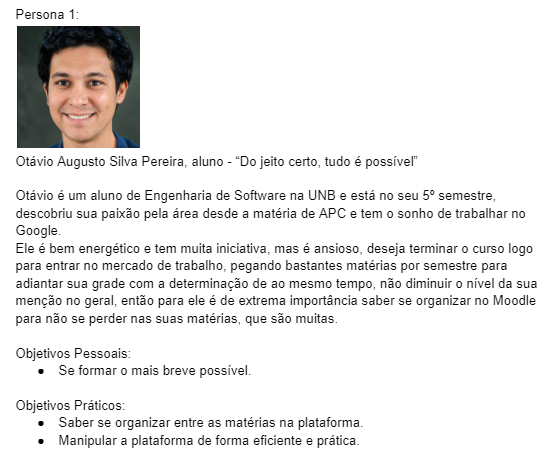 Persona 1:
Otávio Augusto Silva Pereira, aluno - “Do jeito certo, tudo é possível”
Otávio é um aluno de Engenharia de Software na UNB e está no seu 5º semestre,
descobriu sua paixão pela área desde a matéria de APC e tem o sonho de trabalhar no
Google.
Ele é bem energético e tem muita iniciativa, mas é ansioso, deseja terminar o curso logo
para entrar no mercado de trabalho, pegando bastantes matérias por semestre para
adiantar sua grade com a determinação de ao mesmo tempo, não diminuir o nível da sua
menção no geral, então para ele é de extrema importância saber se organizar no Moodle
para não se perder nas suas matérias, que são muitas.
Objetivos Pessoais:
● Se formar o mais breve possível.
Objetivos Práticos:
● Saber se organizar entre as matérias na plataforma.
● Manipular a plataforma de forma eficiente e prática.